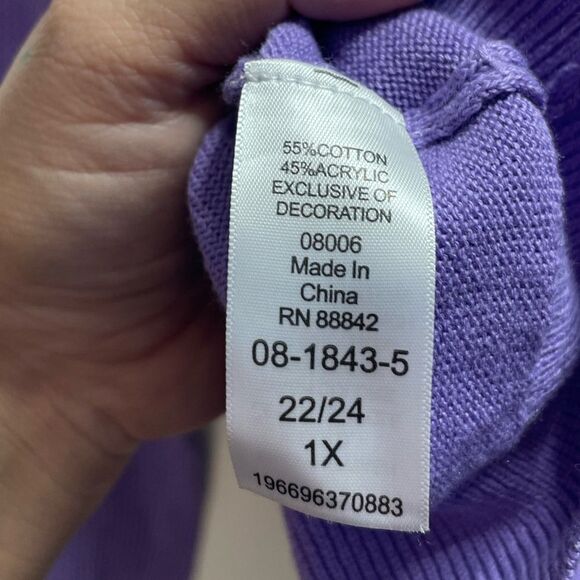 55%COTTON
45%ACRYLIC
EXCLUSIVE OF
DECORATION
08006
Made In
China
RN 88842
08-1843-5
22/24
1X
196696370883